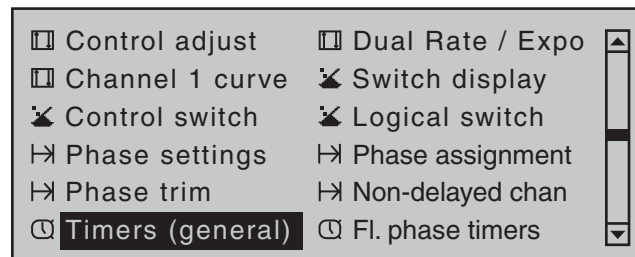 Control adjust Dual Rate / Expo
Channel 1 curve Switch display
Control switch Logical switch
Phase settings Phase assignment
Phase trim Non-delayed chan
Timers (general) Fl. phase timers